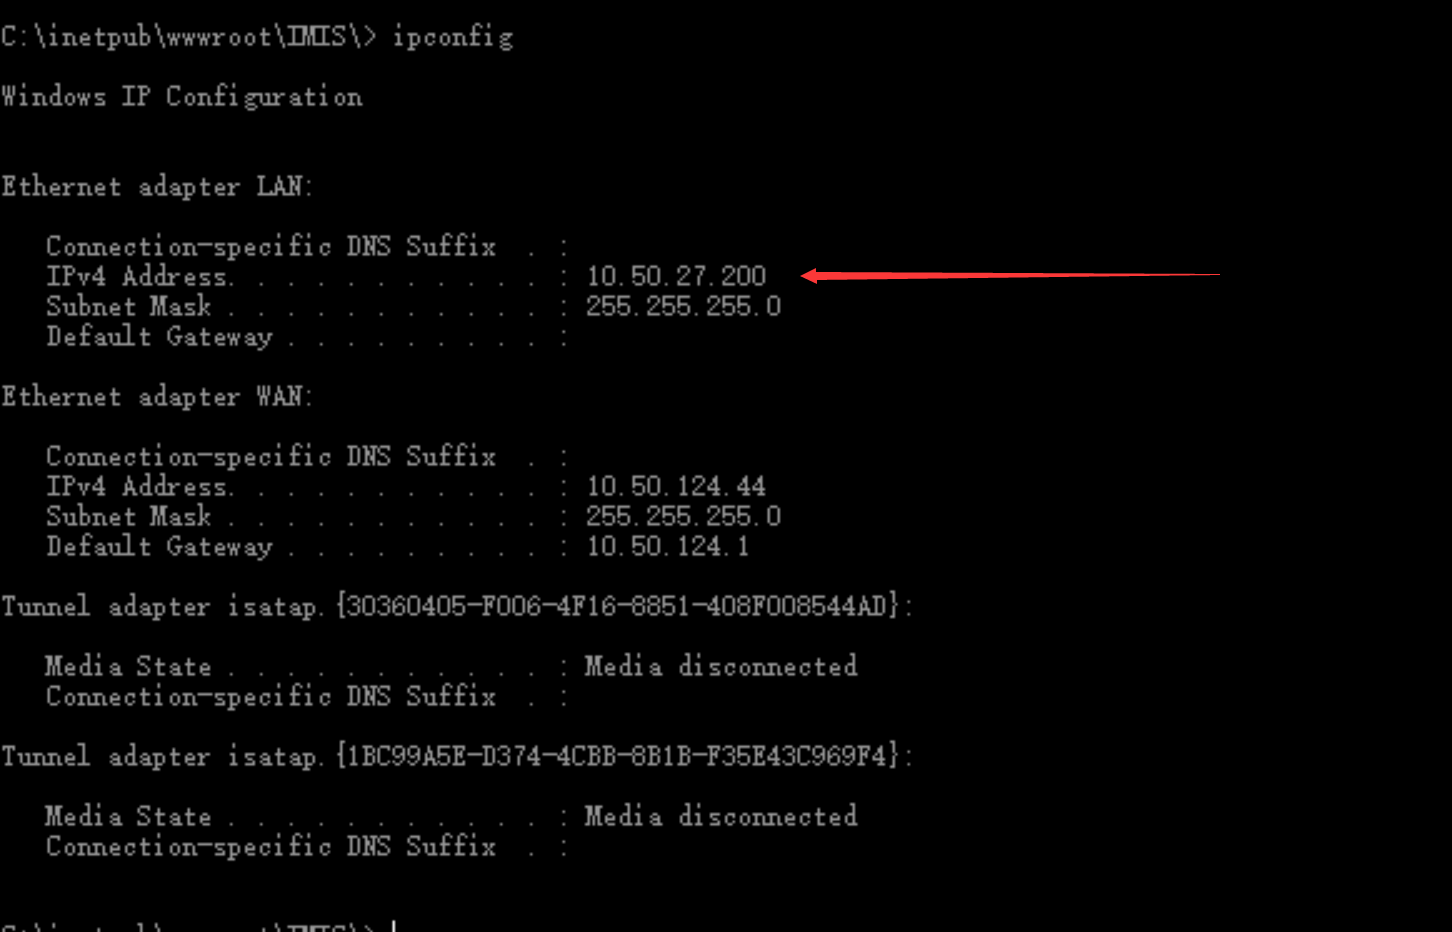 C:\inetpub\wwwroot\IMIS\> ipconfig
Windows IP Configuration
Ethernet adapter LAN:
Connection-specific DNS Suffix  . :
IPv4 Address. . . . . . . . . . . : 10.50.27.200
Subnet Mask . . . . . . . . . . . : 255.255.255.0
Default Gateway . . . . . . . . . :
Ethernet adapter WAN:
Connection-specific DNS Suffix  . :
IPv4 Address. . . . . . . . . . . : 10.50.124.44
Subnet Mask . . . . . . . . . . . : 255.255.255.0
Default Gateway . . . . . . . . . : 10.50.124.1
Tunnel adapter isatap.{30360405-F006-4F16-8851-408F008544AD}:
Media State . . . . . . . . . . . : Media disconnected
Connection-specific DNS Suffix  . :
Tunnel adapter isatap.{1BC99A5E-D374-4CBB-8B1B-F35E43C969F4}:
Media State . . . . . . . . . . . : Media disconnected
Connection-specific DNS Suffix  . :
C:\inetpub\wwwroot\IMIS\>